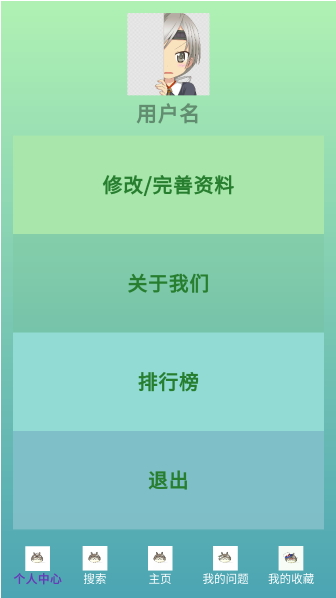 用户名
修改/完善资料
关于我们
排行榜
退出
个人中心 搜索 主页 我的问题 我的收藏